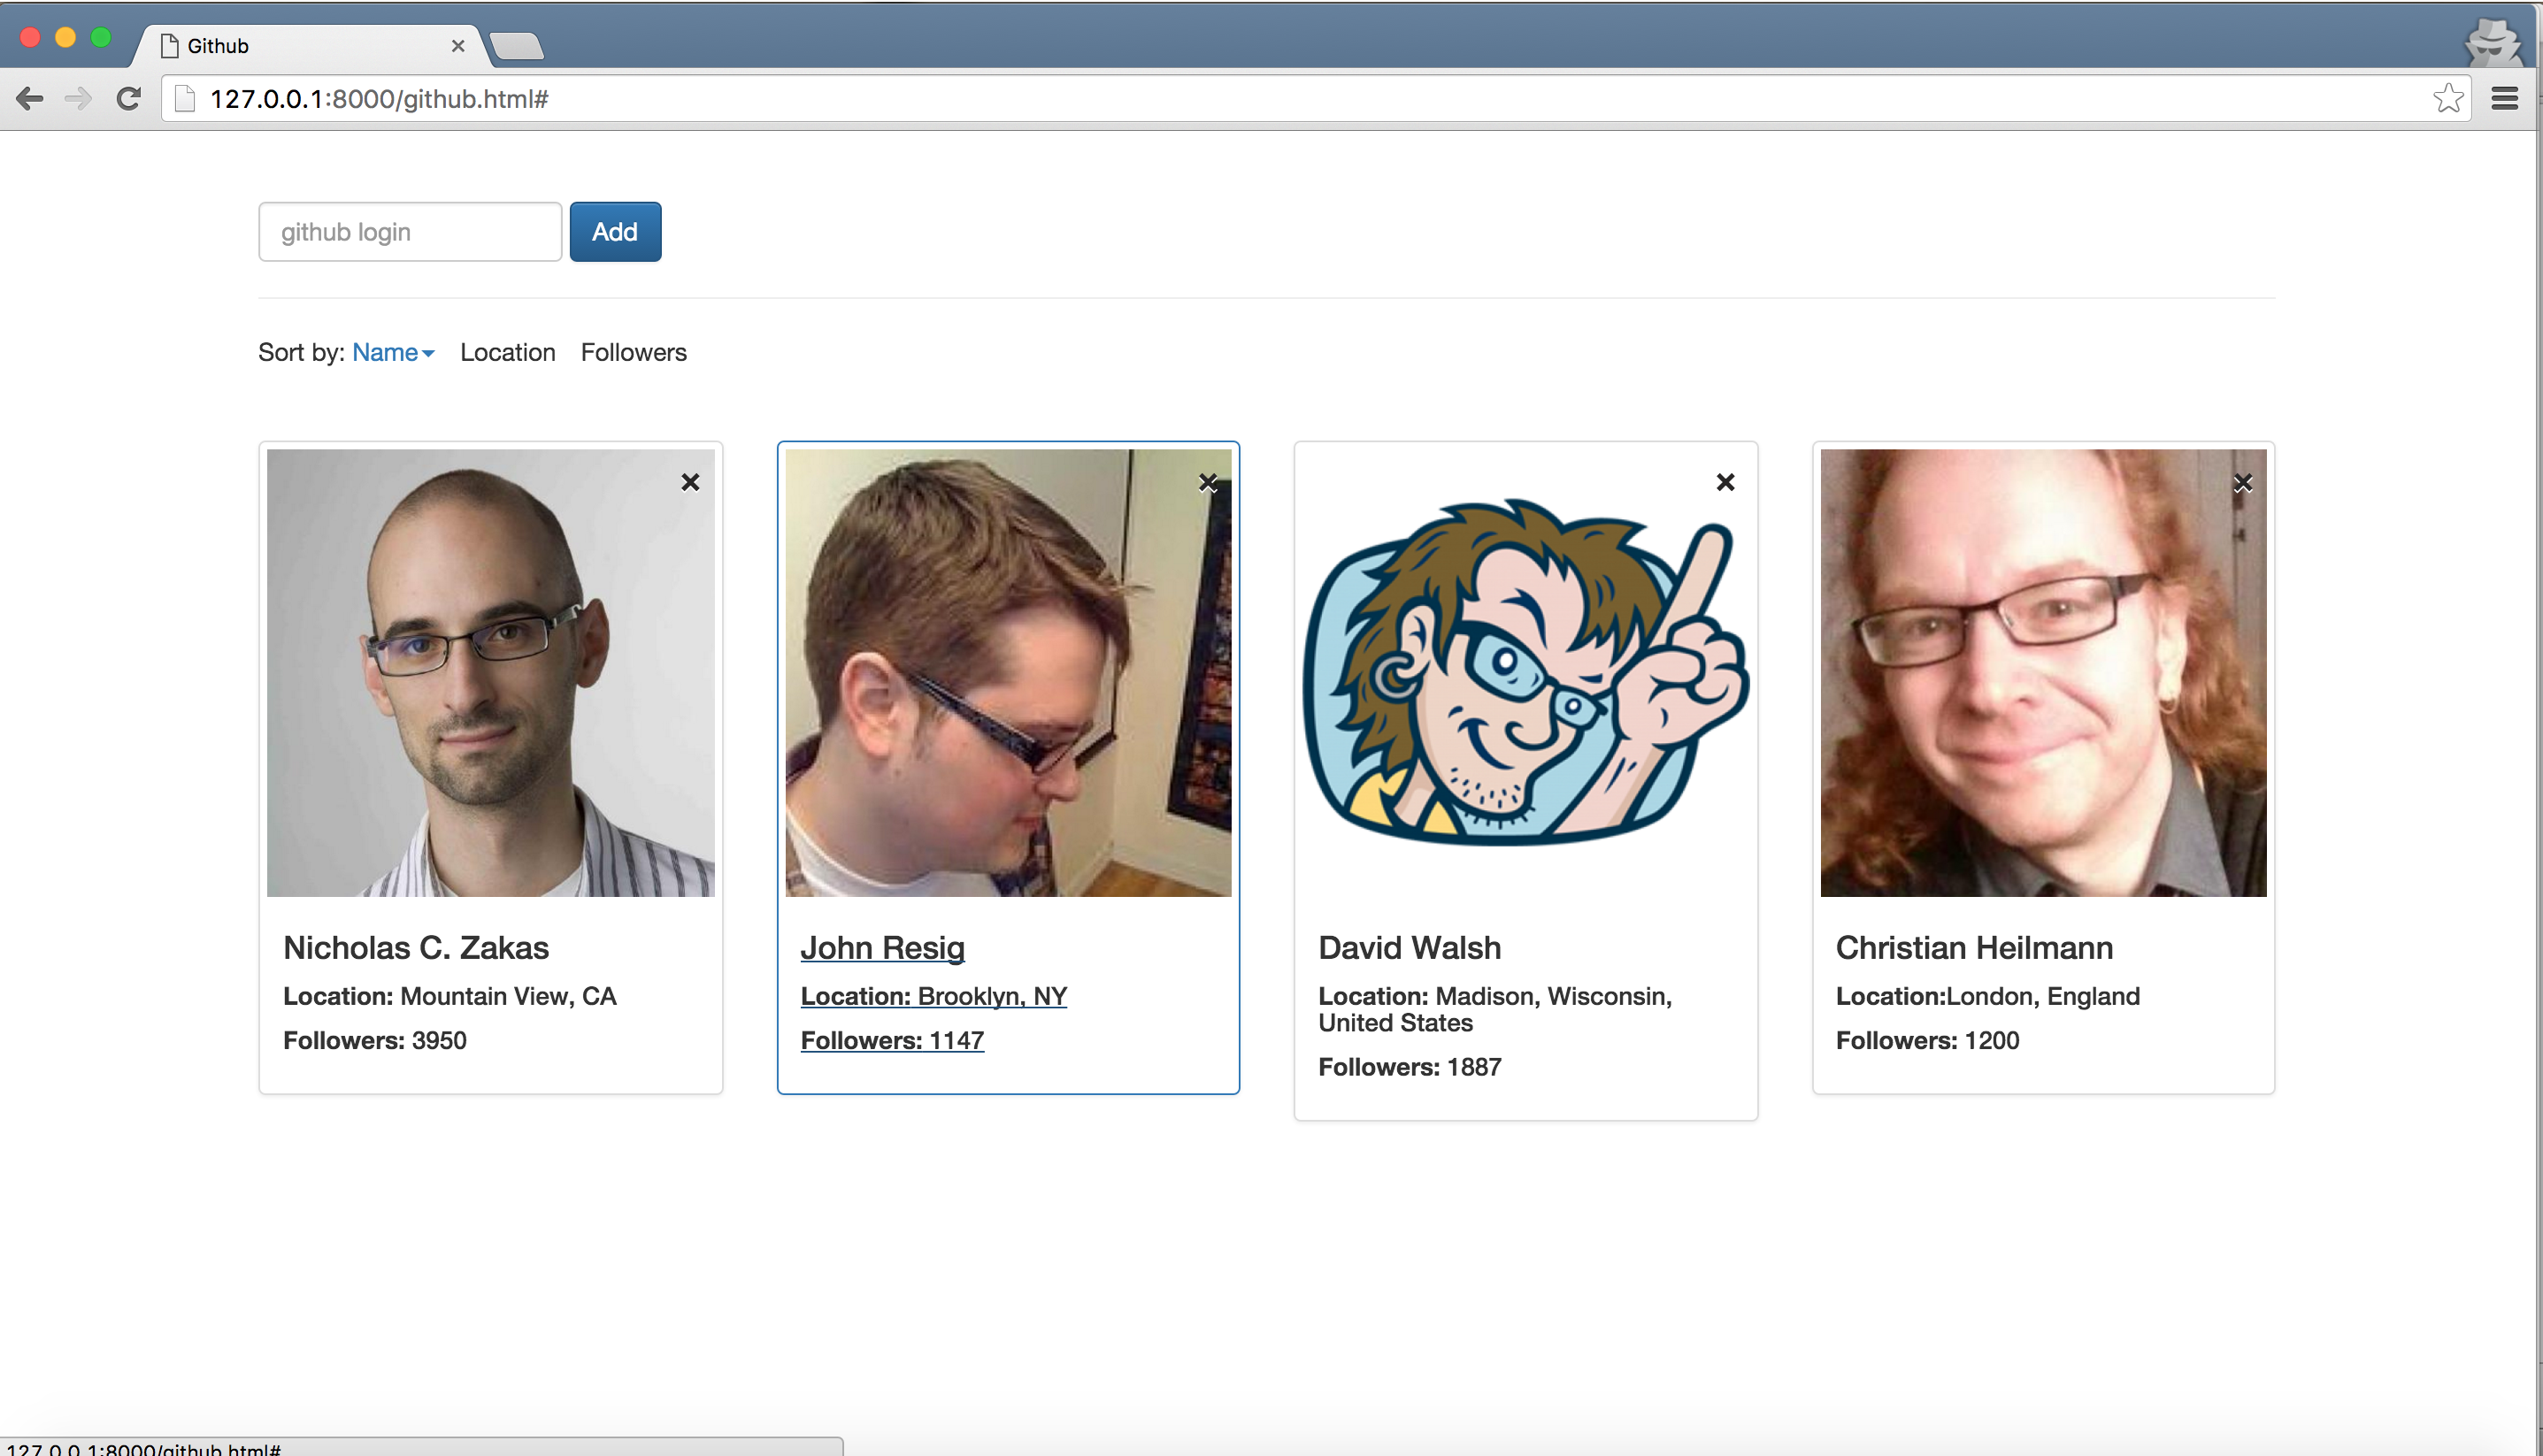 Github
127.0.0.1:8000/github.html#
github login Add
Sort by: Name Location Followers
Nicholas C. Zakas
Location: Mountain View, CA
Followers: 3950
John Resig
Location: Brooklyn, NY
Followers: 1147
David Walsh
Location: Madison, Wisconsin,
United States
Followers: 1887
Christian Heilmann
Location:London, England
Followers: 1200
127.0.0.1:8000/github.html#